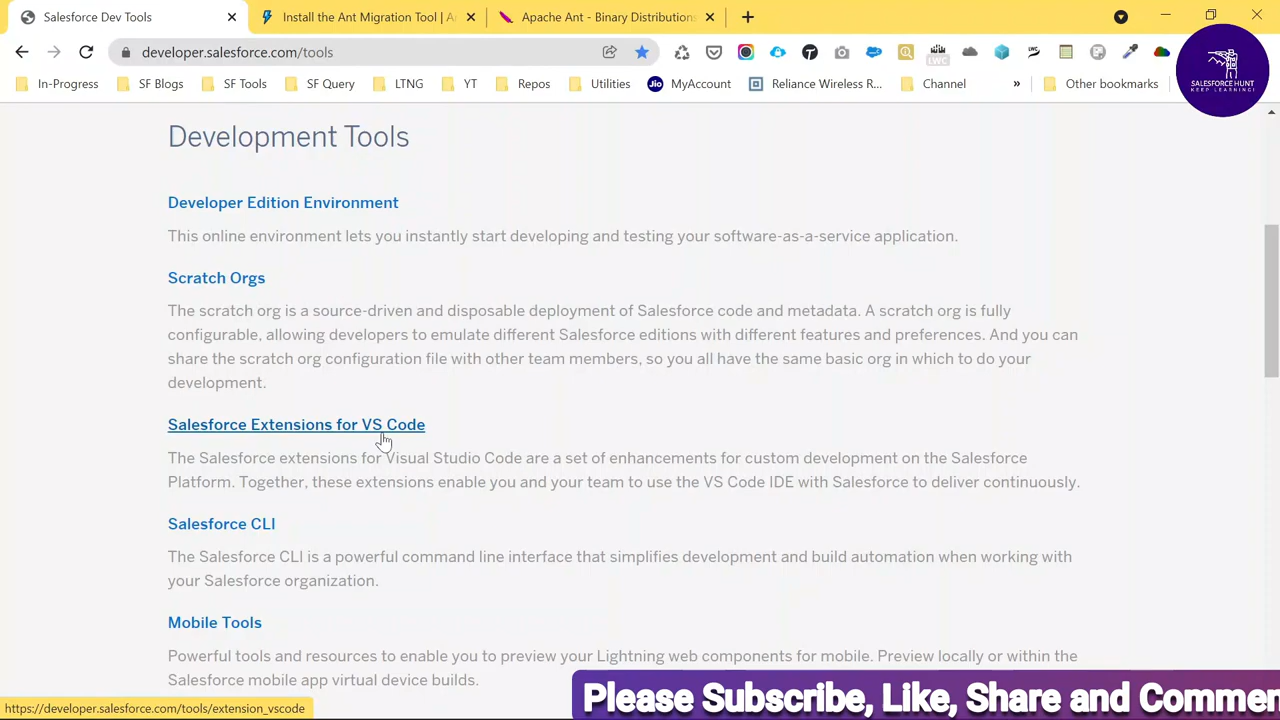 Salesforce Dev Tools
Install the Ant Migration Tool | A
Apache Ant - Binary Distributions
developer.salesforce.com/tools
In-Progress
SF Blogs
SF Tools
SF Query
LTNG
YT
Repos
Utilities
Jio
MyAccount
Reliance Wireless R...
Channel
»
Other bookmarks
LWC
SALESFORCE HUNT
KEEP LEARNING!
Development Tools
Developer Edition Environment
This online environment lets you instantly start developing and testing your software-as-a-service application.
Scratch Orgs
The scratch org is a source-driven and disposable deployment of Salesforce code and metadata. A scratch org is fully
configurable, allowing developers to emulate different Salesforce editions with different features and preferences. And you can
share the scratch org configuration file with other team members, so you all have the same basic org in which to do your
development.
Salesforce Extensions for VS Code
The Salesforce extensions for Visual Studio Code are a set of enhancements for custom development on the Salesforce
Platform. Together, these extensions enable you and your team to use the VS Code IDE with Salesforce to deliver continuously.
Salesforce CLI
The Salesforce CLI is a powerful command line interface that simplifies development and build automation when working with
your Salesforce organization.
Mobile Tools
Powerful tools and resources to enable you to preview your Lightning web components for mobile. Preview locally or within the
Salesforce mobile app virtual device builds.
https://developer.salesforce.com/tools/extension_vscode
Please Subscribe, Like, Share and Commen